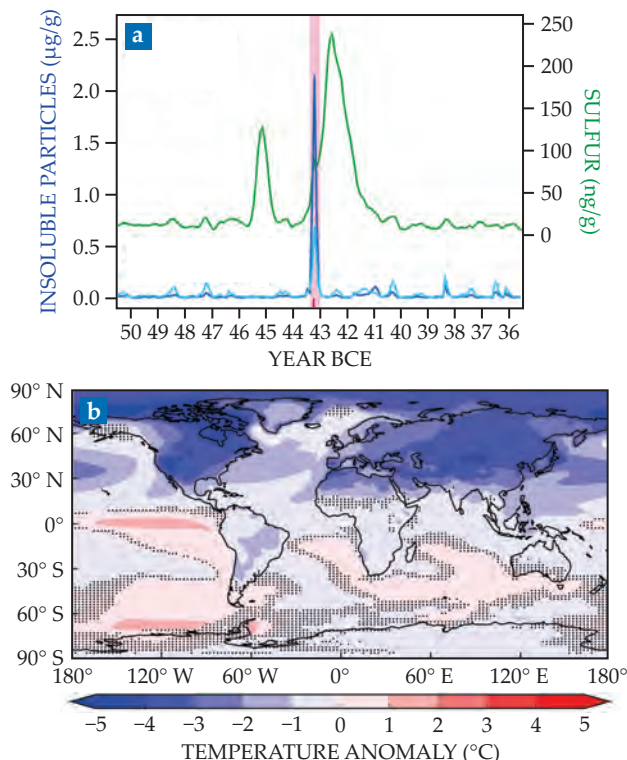 a
INSOLUBLE PARTICLES (µg/g)
2.5
2.0
1.5
1.0
0.5
0.0
250
200
150
100
50
0
SULFUR (ng/g)
50 49 48 47 46 45 44 43 42 41 40 39 38 37 36
YEAR BCE
b
90° N
60° N
30° N
0°
30° S
60° S
90° S
180° 120° W 60° W 0° 60° E 120° E 180°
−5 −4 −3 −2 −1 0 1 2 3 4 5
TEMPERATURE ANOMALY (°C)